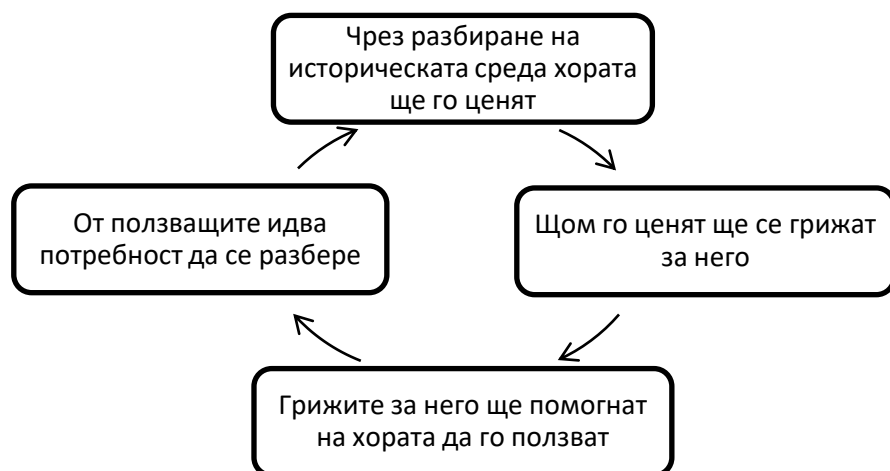 Чрез разбиране на
историческата среда хората
ще го ценят
Щом го ценят ще се грижат
за него
Грижите за него ще помогнат
на хората да го ползват
От ползващите идва
потребност да се разбере